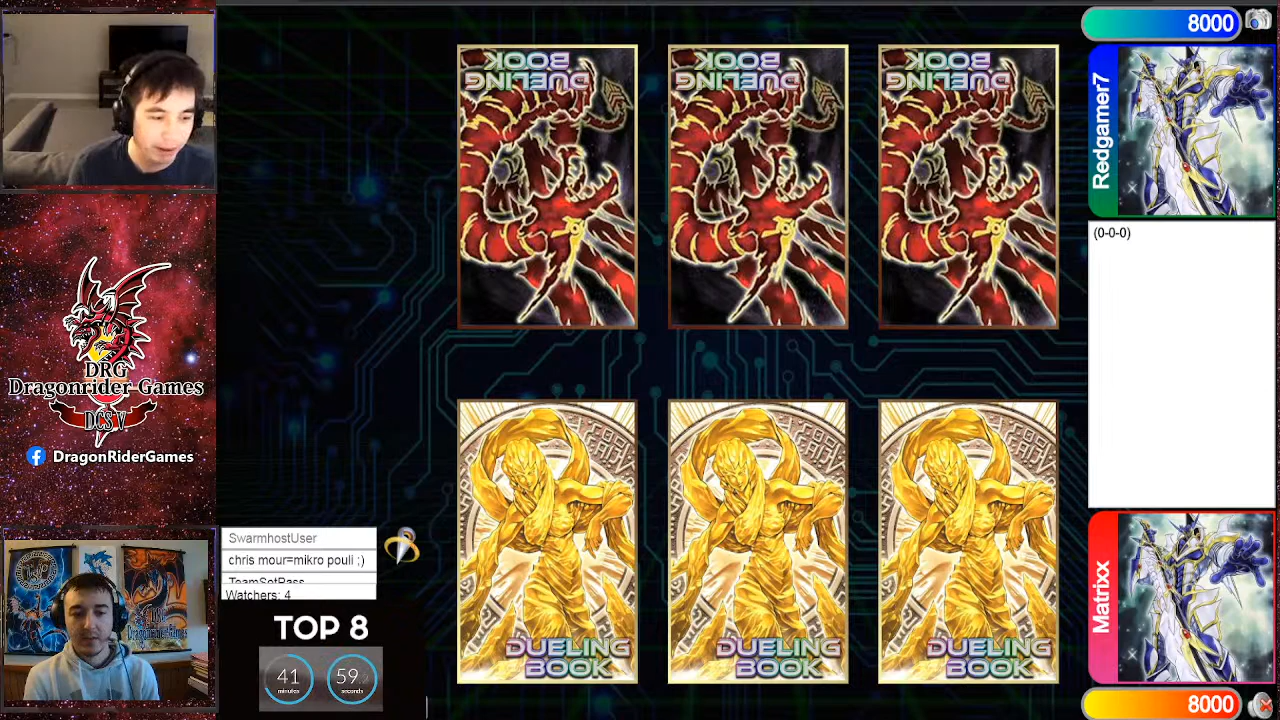 DUELING
BOOK
DUELING
BOOK
DUELING
BOOK
8000
Redgamer7
(0-0-0)
DRG
Dragonrider Games
DCS V
DragonRiderGames
SwarmhostUser
chris mour=mikro pouli ;)
TeamSetPass
Watchers: 4
TOP 8
41
minutes
59
seconds
DUELING
BOOK
DUELING
BOOK
DUELING
BOOK
Matrixx
8000